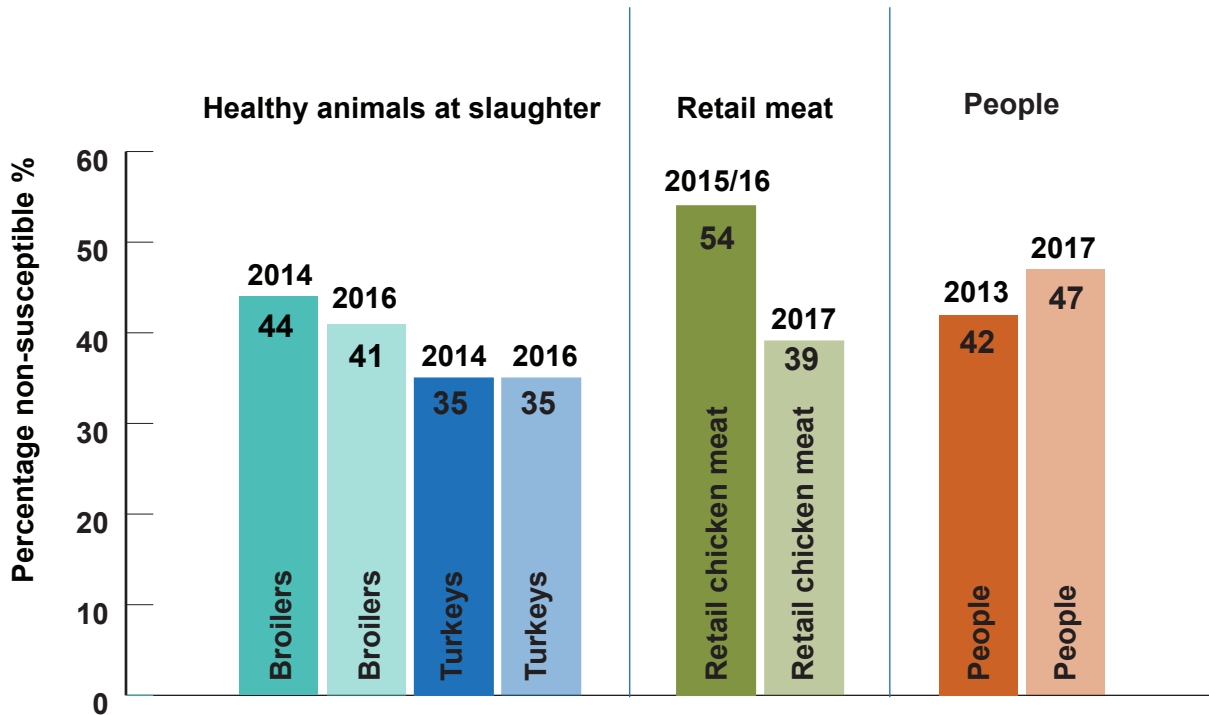 Healthy animals at slaughter
Retail meat
People
Percentage non-susceptible %
60
50
40
30
20
10
0
2014
44
Broilers
2016
41
Broilers
2014
35
Turkeys
2016
35
Turkeys
2015/16
54
Retail chicken meat
2017
39
Retail chicken meat
2013
42
People
2017
47
People